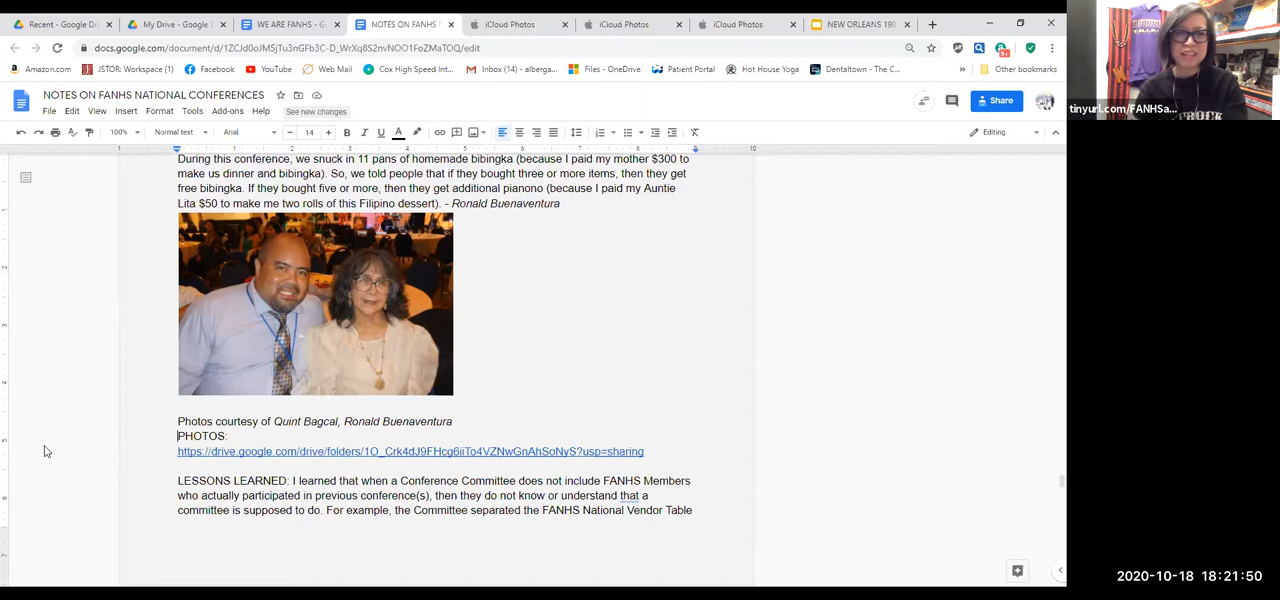 Recent - Google Dr
My Drive - Google D
WE ARE FANHS - G
NOTES ON FANHS
iCloud Photos
iCloud Photos
iCloud Photos
NEW ORLEANS 198
docs.google.com/document/d/1ZCJd0oJM5jTu3nGFb3C-D_WrXq8S2nvNOO1FoZMaTOQ/edit
Amazon.com
JSTOR: Workspace (1)
Facebook
YouTube
Web Mail
Cox High Speed Int...
Inbox (14) - alberga...
Files - OneDrive
Patient Portal
Hot House Yoga
Dentaltown - The C...
Other bookmarks
NOTES ON FANHS NATIONAL CONFERENCES
File Edit View Insert Format Tools Add-ons Help See new changes
Share
100% Normal text Arial 14 B I U A Editing
tinyurl.com/FANHSa...
During this conference, we snuck in 11 pans of homemade bibingka (because I paid my mother $300 to
make us dinner and bibingka). So, we told people that if they bought three or more items, then they get
free bibingka. If they bought five or more, then they get additional pianono (because I paid my Auntie
Lita $50 to make me two rolls of this Filipino dessert). - Ronald Buenaventura
Photos courtesy of Quint Bagcal, Ronald Buenaventura
PHOTOS:
https://drive.google.com/drive/folders/1O_Crk4dJ9FHcg6iiTo4VZNwGnAhSoNyS?usp=sharing
LESSONS LEARNED: I learned that when a Conference Committee does not include FANHS Members
who actually participated in previous conference(s), then they do not know or understand that a
committee is supposed to do. For example, the Committee separated the FANHS National Vendor Table
2020-10-18 18:21:50